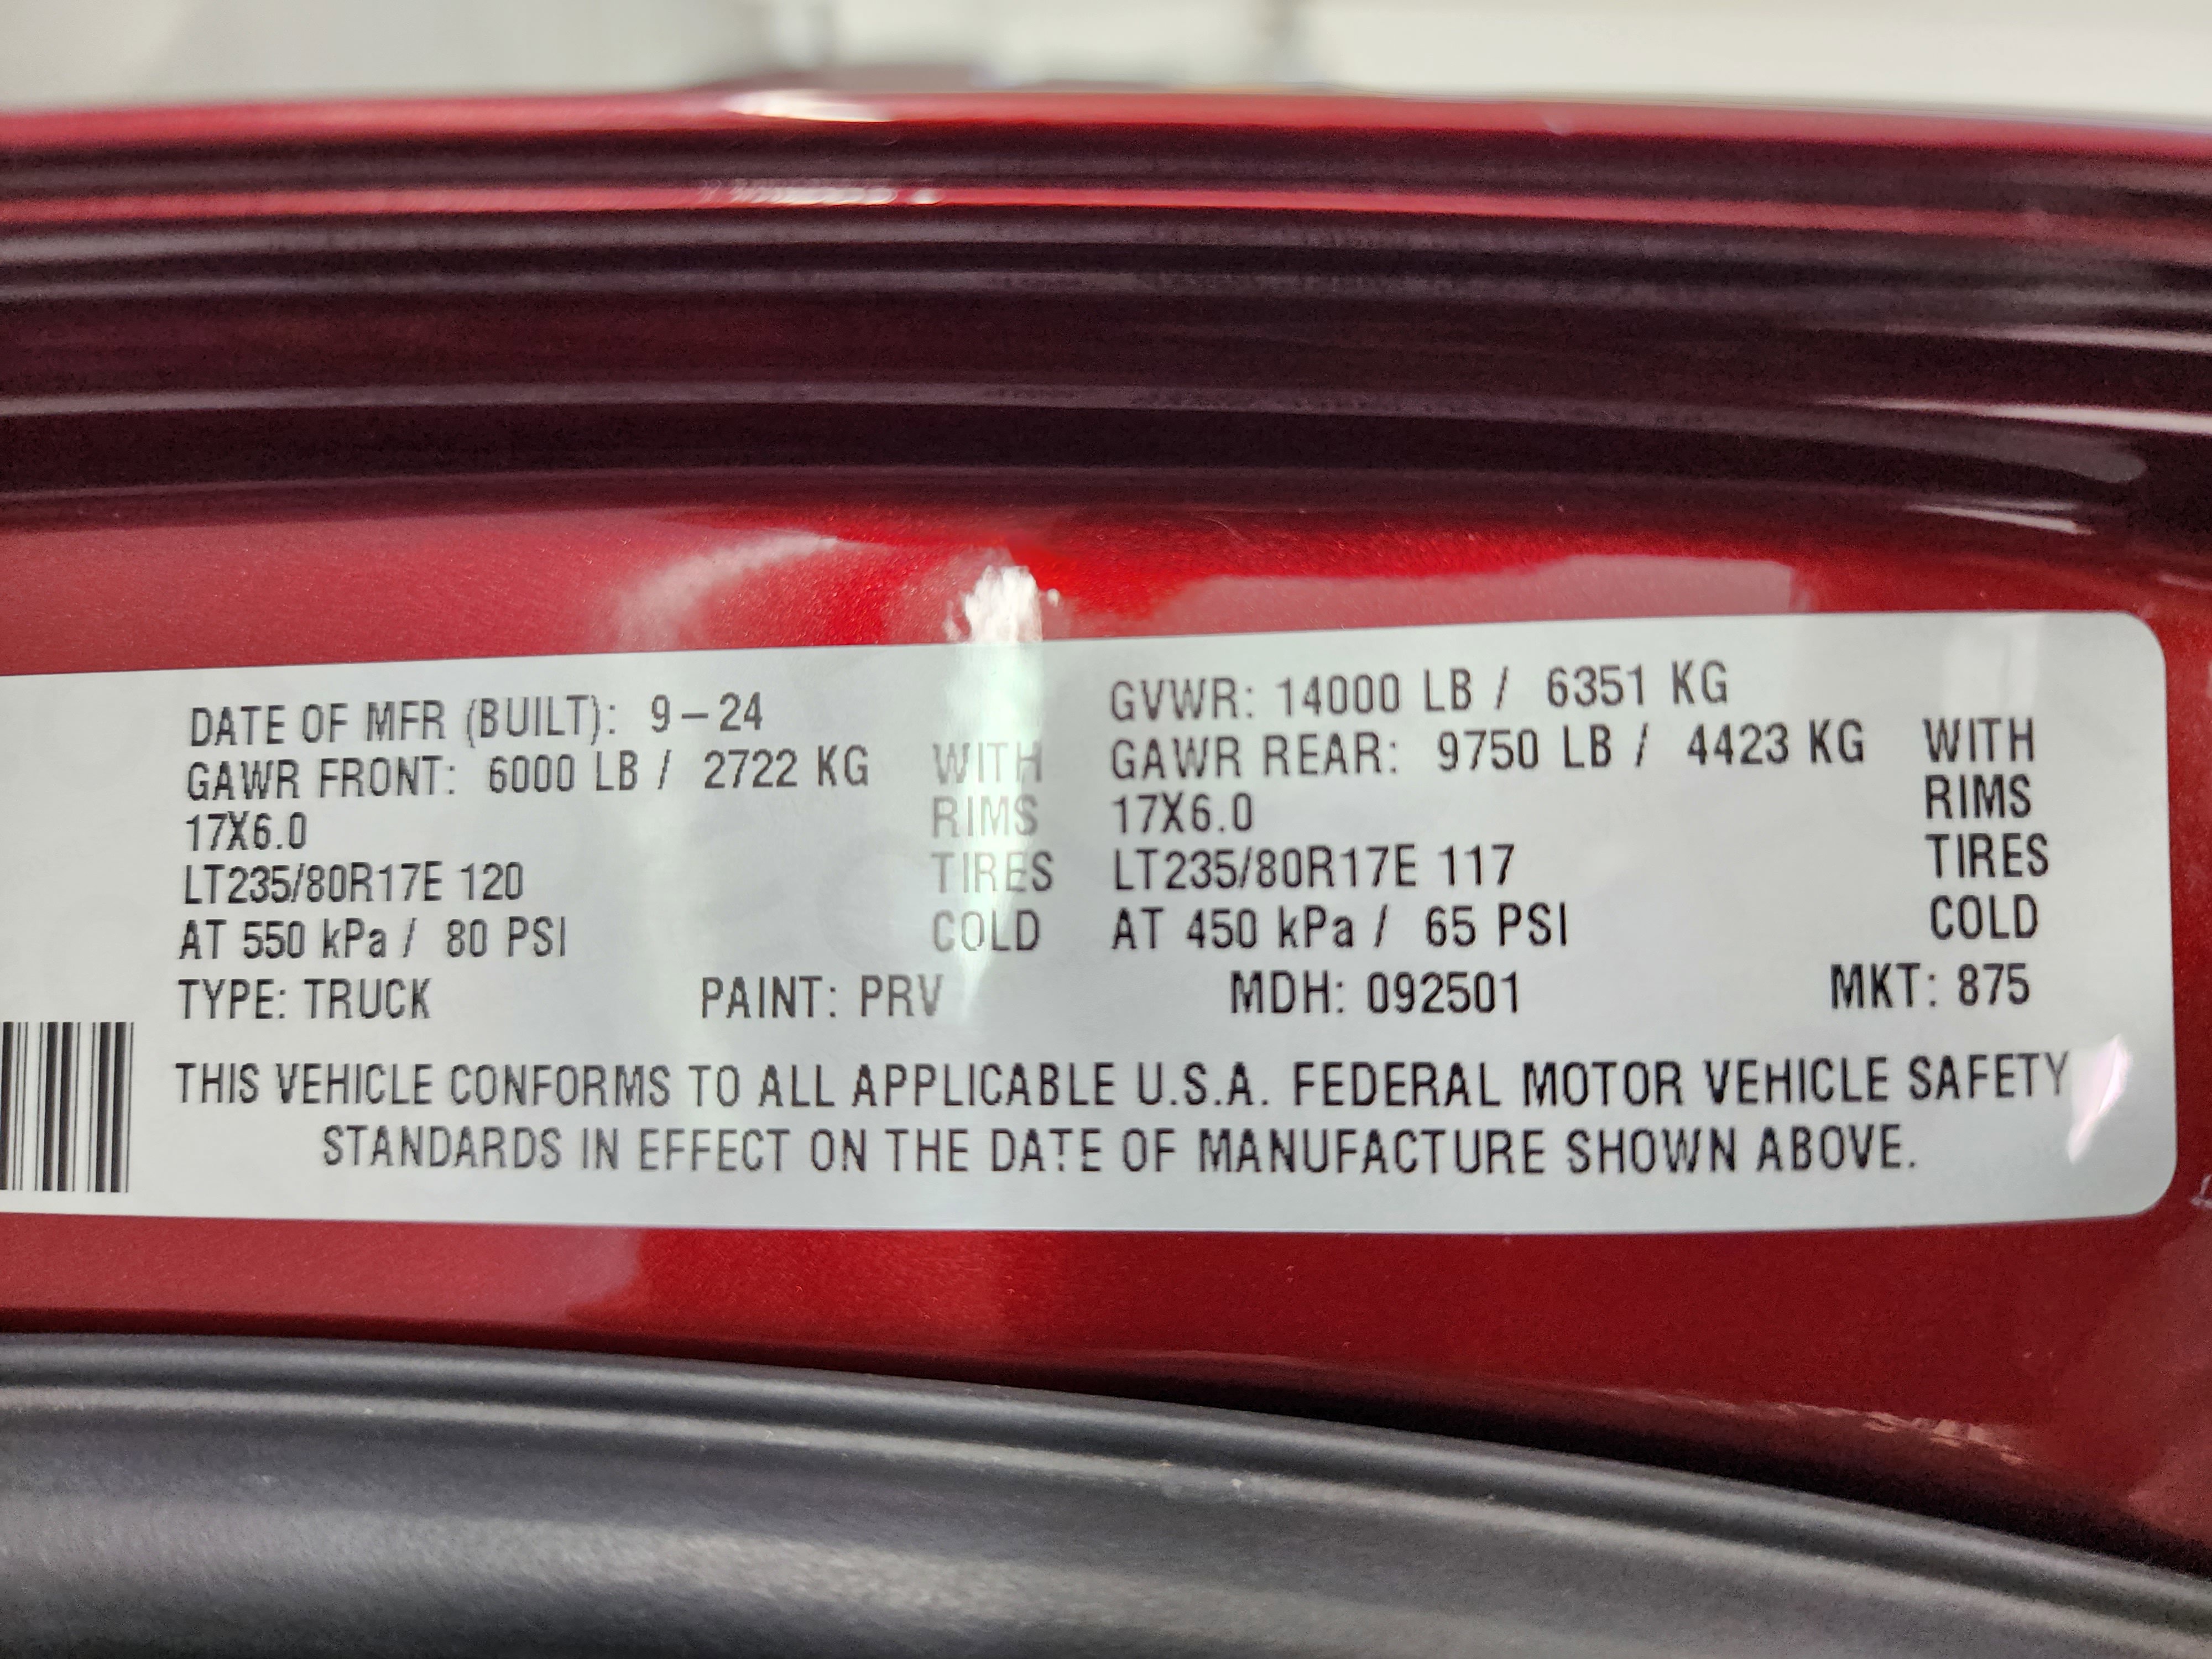 DATE OF MFR (BUILT): 9-24 GVWR: 14000 LB / 6351 KG
GAWR FRONT: 6000 LB / 2722 KG WITH GAWR REAR: 9750 LB / 4423 KG WITH
17X6.0 RIMS 17X6.0 RIMS
LT235/80R17E 120 TIRES LT235/80R17E 117 TIRES
AT 550 kPa / 80 PSI COLD AT 450 kPa / 65 PSI COLD
TYPE: TRUCK PAINT: PRV MDH: 092501 MKT: 875
THIS VEHICLE CONFORMS TO ALL APPLICABLE U.S.A. FEDERAL MOTOR VEHICLE SAFETY
STANDARDS IN EFFECT ON THE DATE OF MANUFACTURE SHOWN ABOVE.